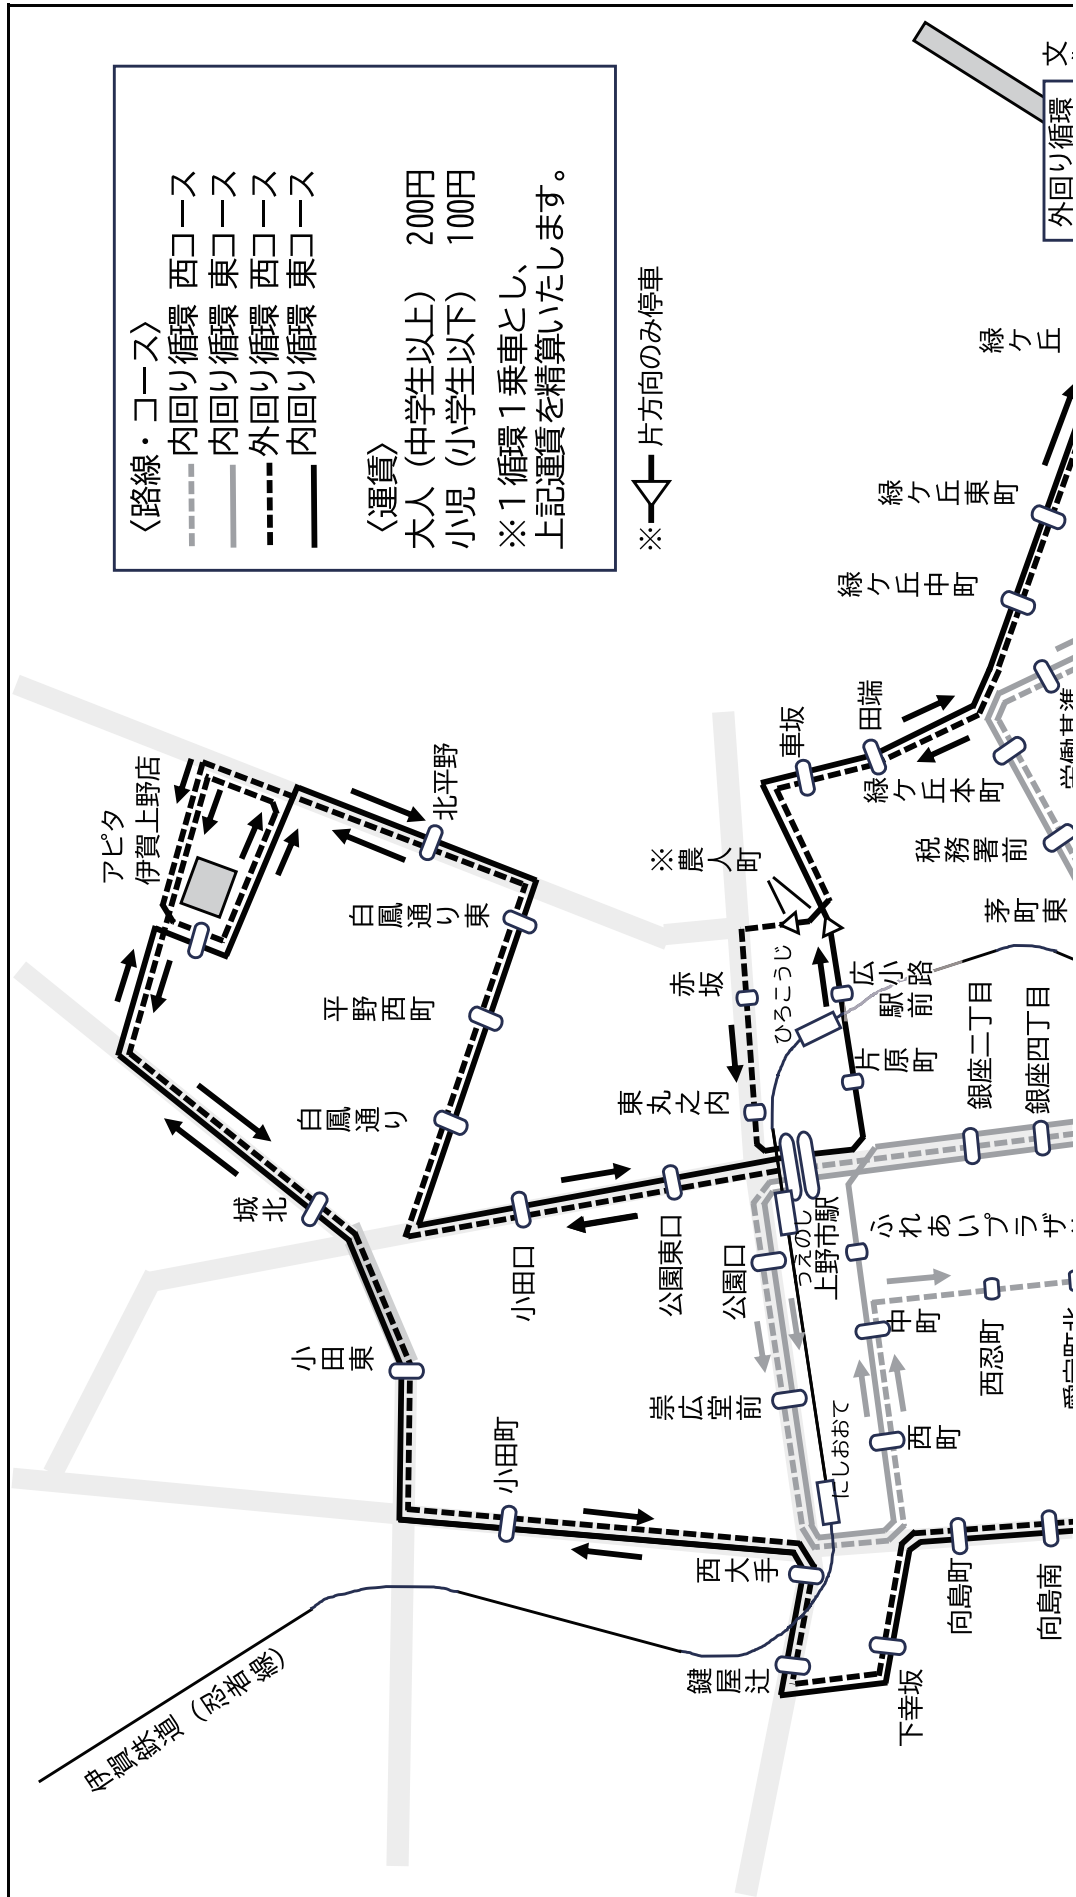 〈路線・コース〉
内回り循環 西コース
内回り循環 東コース
外回り循環 西コース
内回り循環 東コース
〈運賃〉
大人（中学生以上） 200円
小児（小学生以下） 100円
※１循環１乗車とし、
上記運賃を精算いたします。
※ 片方向のみ停車
文
外回り循環
緑ケ丘
緑ケ丘東町
緑ケ丘中町
田端
車坂
緑ケ丘本町
税務署前
茅町東
※農人町
アピタ
伊賀上野店
北平野
白鳳通り東
平野西町
白鳳通り
赤坂
ひろこうじ
広小路
駅前
片原町
東丸之内
銀座二丁目
銀座四丁目
城北
小田口
公園東口
公園口
うえのし
上野市駅
ふれあいプラザ
中町
西忍町
小田東
崇広堂前
にしおおて
西町
小田町
西大手
向島町
向島南
鍵屋辻
下幸坂
伊賀鉄道（忍者線）